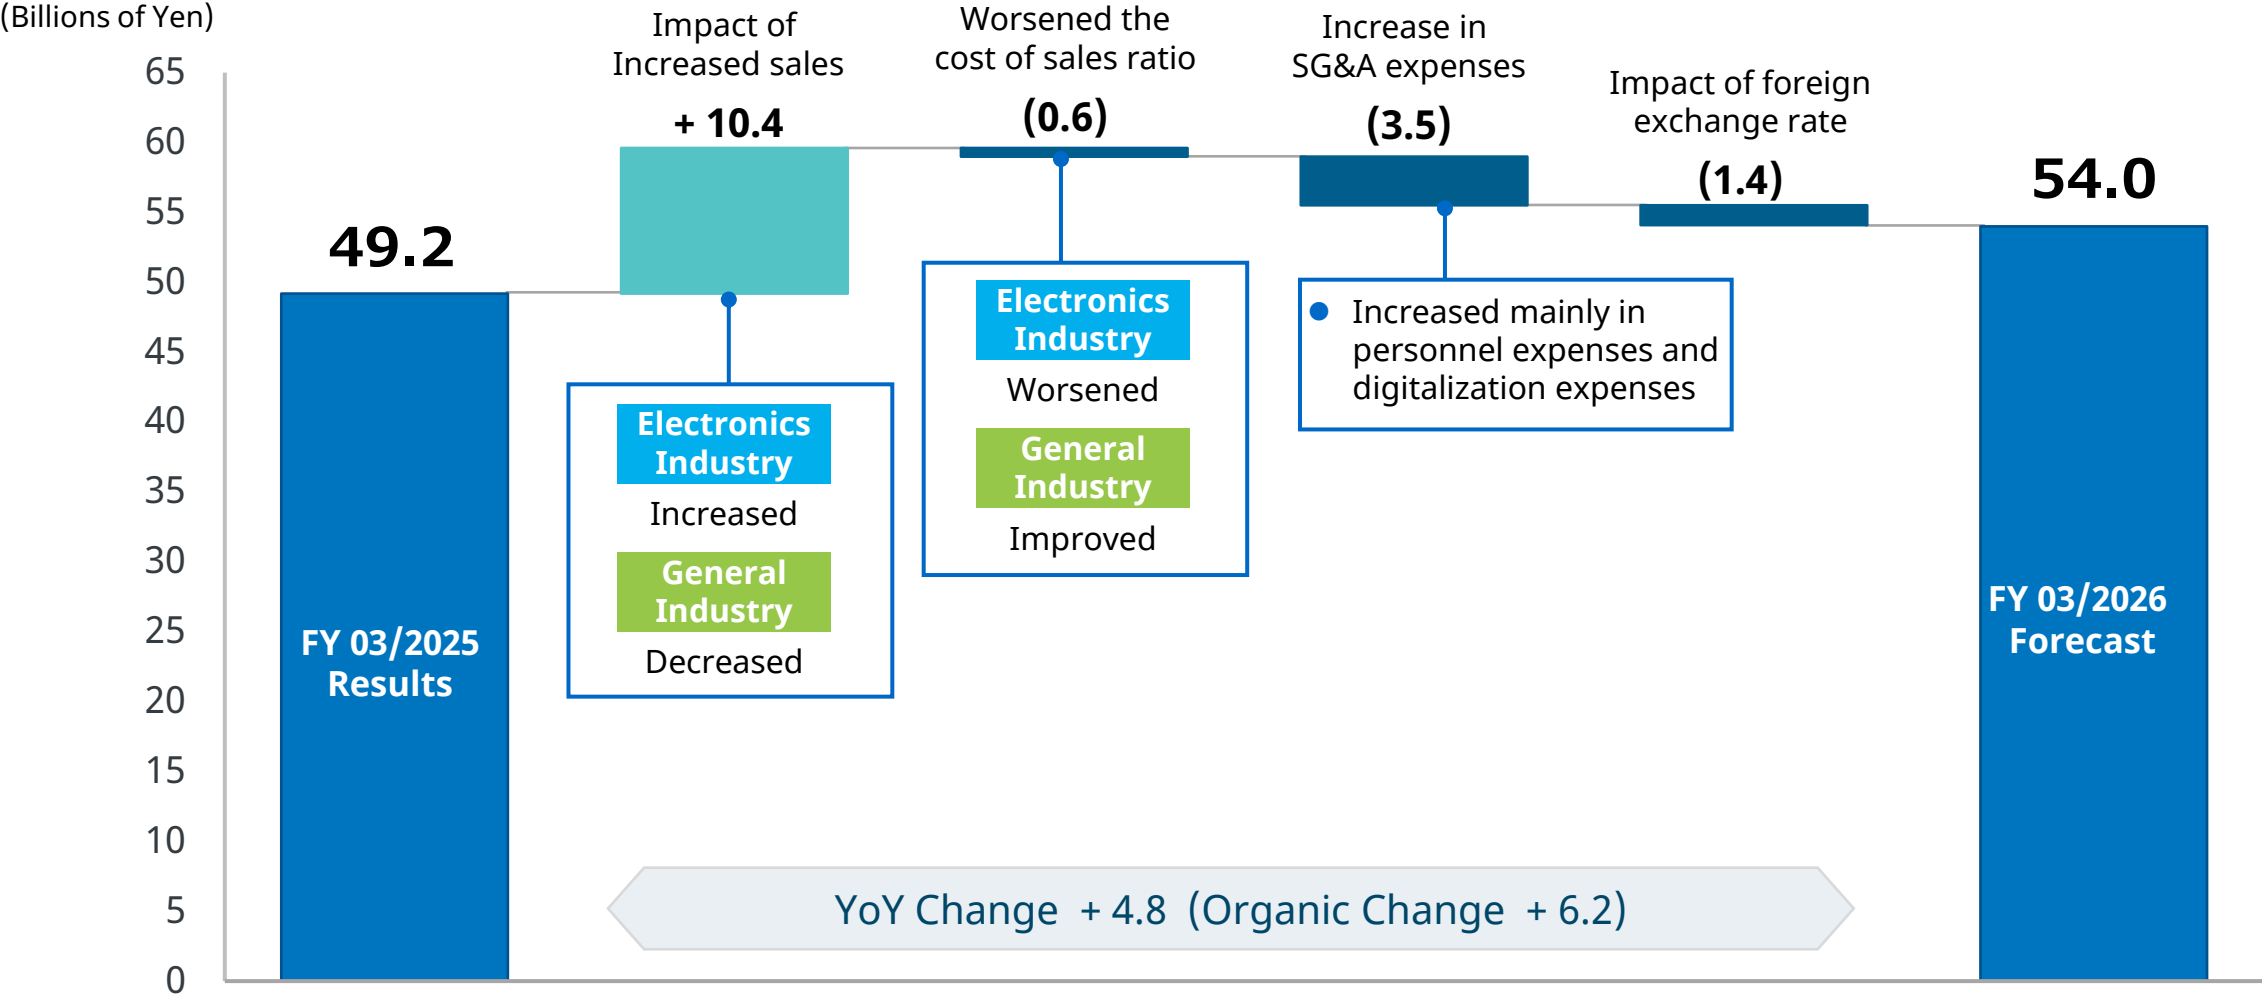 (Billions of Yen)
65
60
55
50
45
40
35
30
25
20
15
10
5
0
49.2
FY 03/2025
Results
Impact of
Increased sales
+ 10.4
Electronics
Industry
Increased
General
Industry
Decreased
Worsened the
cost of sales ratio
(0.6)
Electronics
Industry
Worsened
General
Industry
Improved
Increase in
SG&A expenses
(3.5)
Increased mainly in
personnel expenses and
digitalization expenses
Impact of foreign
exchange rate
(1.4)
54.0
FY 03/2026
Forecast
YoY Change + 4.8 (Organic Change + 6.2)